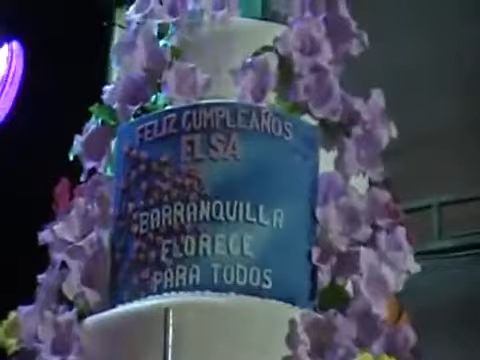 FELIZ CUMPLEAÑOS
ELSA
BARRANQUILLA
FLORECE
PARA TODOS